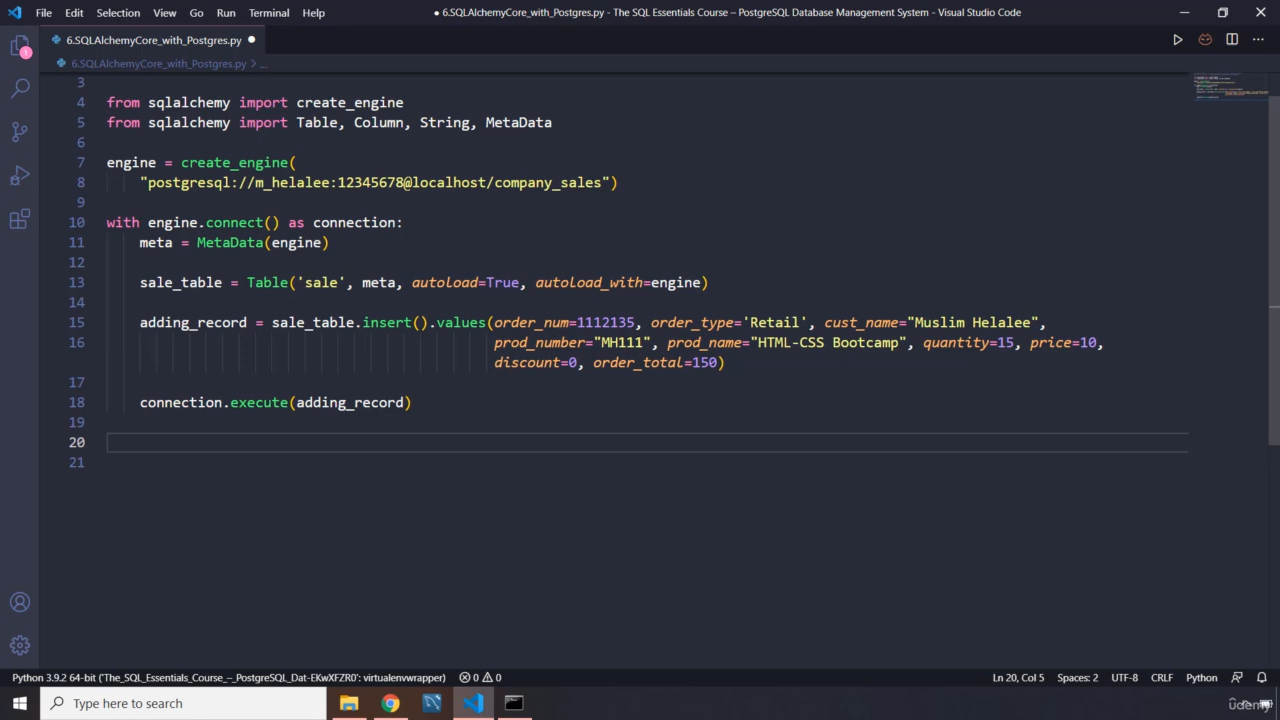 File Edit Selection View Go Run Terminal Help
● 6.SQLAlchemyCore_with_Postgres.py - The SQL Essentials Course – PostgreSQL Database Management System - Visual Studio Code
6.SQLAlchemyCore_with_Postgres.py ●
1
6.SQLAlchemyCore_with_Postgres.py > ...
3
4 from sqlalchemy import create_engine
5 from sqlalchemy import Table, Column, String, MetaData
6
7 engine = create_engine(
8 "postgresql://m_helalee:12345678@localhost/company_sales")
9
10 with engine.connect() as connection:
11 meta = MetaData(engine)
12
13 sale_table = Table('sale', meta, autoload=True, autoload_with=engine)
14
15 adding_record = sale_table.insert().values(order_num=1112135, order_type='Retail', cust_name="Muslim Helalee",
16 prod_number="MH111", prod_name="HTML-CSS Bootcamp", quantity=15, price=10,
discount=0, order_total=150)
17
18 connection.execute(adding_record)
19
20
21
Python 3.9.2 64-bit ('The_SQL_Essentials_Course_–_PostgreSQL_Dat-EKwXFZR0': virtualenvwrapper) 0 0 Ln 20, Col 5 Spaces: 2 UTF-8 CRLF Python
Type here to search
Udemy